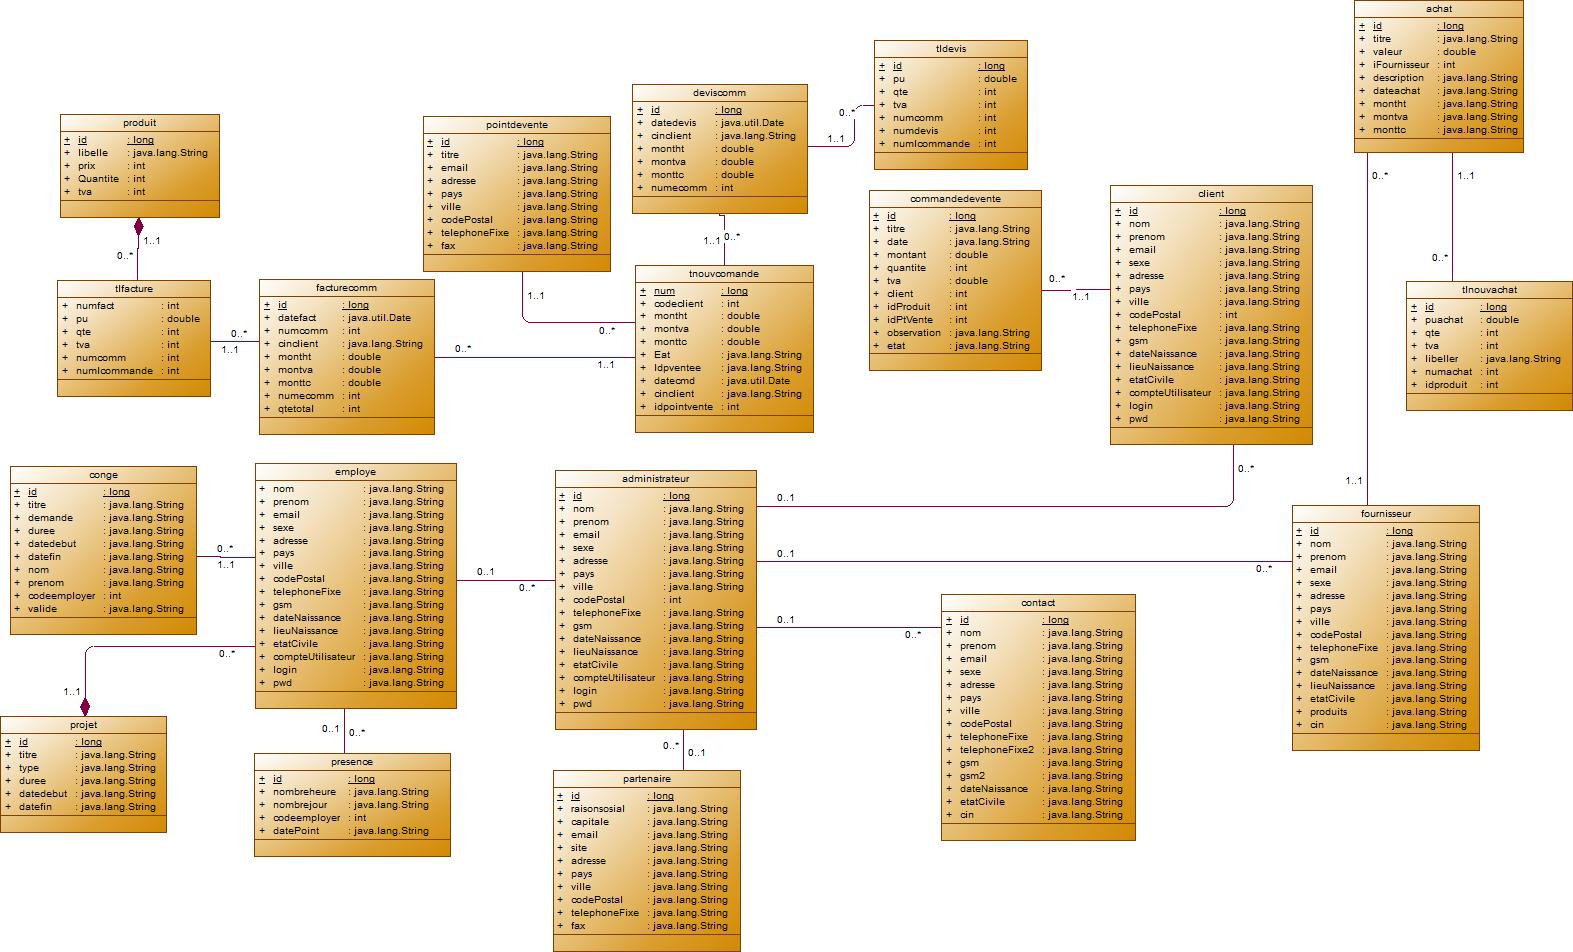 achat
+ id : long
+ titre : java.lang.String
+ valeur : double
+ iFournisseur : int
+ description : java.lang.String
+ dateachat : java.lang.String
+ montht : java.lang.String
+ montva : java.lang.String
+ monttc : java.lang.String
tldevis
+ id : long
+ pu : double
+ qte : int
+ tva : int
+ numcomm : int
+ numdevis : int
+ numlcommande : int
deviscomm
+ id : long
+ datedevis : java.util.Date
+ cinclient : java.lang.String
+ montht : double
+ montva : double
+ monttc : double
+ numecomm : int
0..*
1..1
produit
+ id : long
+ libelle : java.lang.String
+ prix : int
+ Quantite : int
+ tva : int
pointdevente
+ id : long
+ titre : java.lang.String
+ email : java.lang.String
+ adresse : java.lang.String
+ pays : java.lang.String
+ ville : java.lang.String
+ codePostal : java.lang.String
+ telephoneFixe : java.lang.String
+ fax : java.lang.String
commandedevente
+ id : long
+ titre : java.lang.String
+ date : java.lang.String
+ montant : double
+ quantite : int
+ tva : double
+ client : int
+ idProduit : int
+ idPtVente : int
+ observation : java.lang.String
+ etat : java.lang.String
client
+ id : long
+ nom : java.lang.String
+ prenom : java.lang.String
+ email : java.lang.String
+ sexe : java.lang.String
+ adresse : java.lang.String
+ pays : java.lang.String
+ ville : java.lang.String
+ codePostal : int
+ telephoneFixe : java.lang.String
+ gsm : java.lang.String
+ dateNaissance : java.lang.String
+ lieuNaissance : java.lang.String
+ etatCivile : java.lang.String
+ compteUtilisateur : java.lang.String
+ login : java.lang.String
+ pwd : java.lang.String
0..*
1..1
0..*
1..1
0..*
1..1
1..1
0..*
1..1 0..*
1..1
0..*
tlfacture
+ numfact : int
+ pu : double
+ qte : int
+ tva : int
+ numcomm : int
+ numlcommande : int
0..*
1..1
facturecomm
+ id : long
+ datefact : java.util.Date
+ numcomm : int
+ cinclient : java.lang.String
+ montht : double
+ montva : double
+ monttc : double
+ numecomm : int
+ qtetotal : int
0..*
1..1
tnouvcomande
+ num : long
+ codeclient : int
+ montht : double
+ montva : double
+ monttc : double
+ Eat : java.lang.String
+ Idpventee : java.lang.String
+ datecmd : java.util.Date
+ cinclient : java.lang.String
+ idpointvente : int
tlnouvachat
+ id : long
+ puachat : double
+ qte : int
+ tva : int
+ libeller : java.lang.String
+ numachat : int
+ idproduit : int
conge
+ id : long
+ titre : java.lang.String
+ demande : java.lang.String
+ duree : java.lang.String
+ datedebut : java.lang.String
+ datefin : java.lang.String
+ nom : java.lang.String
+ prenom : java.lang.String
+ codeemployer : int
+ valide : java.lang.String
0..*
1..1
employe
+ nom : java.lang.String
+ prenom : java.lang.String
+ email : java.lang.String
+ sexe : java.lang.String
+ adresse : java.lang.String
+ pays : java.lang.String
+ ville : java.lang.String
+ codePostal : java.lang.String
+ telephoneFixe : java.lang.String
+ gsm : java.lang.String
+ dateNaissance : java.lang.String
+ lieuNaissance : java.lang.String
+ etatCivile : java.lang.String
+ compteUtilisateur : java.lang.String
+ login : java.lang.String
+ pwd : java.lang.String
0..1
0..*
administrateur
+ id : long
+ nom : java.lang.String
+ prenom : java.lang.String
+ email : java.lang.String
+ sexe : java.lang.String
+ adresse : java.lang.String
+ pays : java.lang.String
+ ville : java.lang.String
+ codePostal : int
+ telephoneFixe : java.lang.String
+ gsm : java.lang.String
+ dateNaissance : java.lang.String
+ lieuNaissance : java.lang.String
+ etatCivile : java.lang.String
+ compteUtilisateur : java.lang.String
+ login : java.lang.String
+ pwd : java.lang.String
0..*
0..1
0..1
0..*
0..1
0..*
1..1
fournisseur
+ id : long
+ nom : java.lang.String
+ prenom : java.lang.String
+ email : java.lang.String
+ sexe : java.lang.String
+ adresse : java.lang.String
+ pays : java.lang.String
+ ville : java.lang.String
+ codePostal : java.lang.String
+ telephoneFixe : java.lang.String
+ gsm : java.lang.String
+ dateNaissance : java.lang.String
+ lieuNaissance : java.lang.String
+ etatCivile : java.lang.String
+ produits : java.lang.String
+ cin : java.lang.String
contact
+ id : long
+ nom : java.lang.String
+ prenom : java.lang.String
+ email : java.lang.String
+ sexe : java.lang.String
+ adresse : java.lang.String
+ pays : java.lang.String
+ ville : java.lang.String
+ codePostal : java.lang.String
+ telephoneFixe : java.lang.String
+ telephoneFixe2 : java.lang.String
+ gsm : java.lang.String
+ gsm2 : java.lang.String
+ dateNaissance : java.lang.String
+ etatCivile : java.lang.String
+ cin : java.lang.String
0..*
1..1
projet
+ id : long
+ titre : java.lang.String
+ type : java.lang.String
+ duree : java.lang.String
+ datedebut : java.lang.String
+ datefin : java.lang.String
0..1 0..*
presence
+ id : long
+ nombreheure : java.lang.String
+ nombrejour : java.lang.String
+ codeemployer : int
+ datePoint : java.lang.String
0..* 0..1
partenaire
+ id : long
+ raisonsosial : java.lang.String
+ capitale : java.lang.String
+ email : java.lang.String
+ site : java.lang.String
+ adresse : java.lang.String
+ pays : java.lang.String
+ ville : java.lang.String
+ codePostal : java.lang.String
+ telephoneFixe : java.lang.String
+ fax : java.lang.String